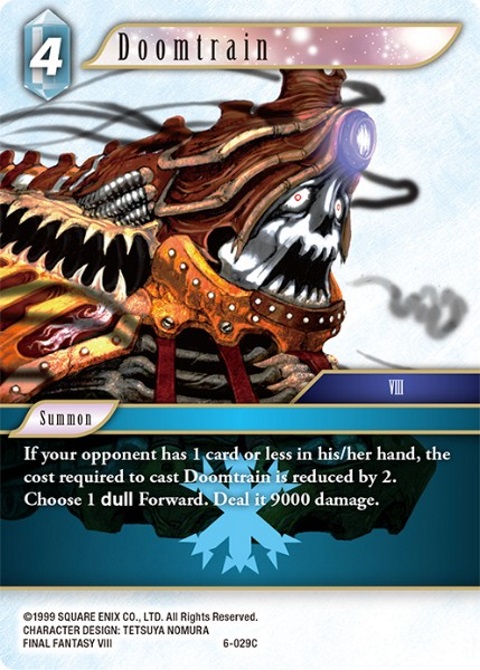 4
Doomtrain
VIII
Summon
If your opponent has 1 card or less in his/her hand, the
cost required to cast Doomtrain is reduced by 2.
Choose 1 dull Forward. Deal it 9000 damage.
©1999 SQUARE ENIX CO., LTD. All Rights Reserved.
CHARACTER DESIGN: TETSUYA NOMURA
FINAL FANTASY VIII 6-029C